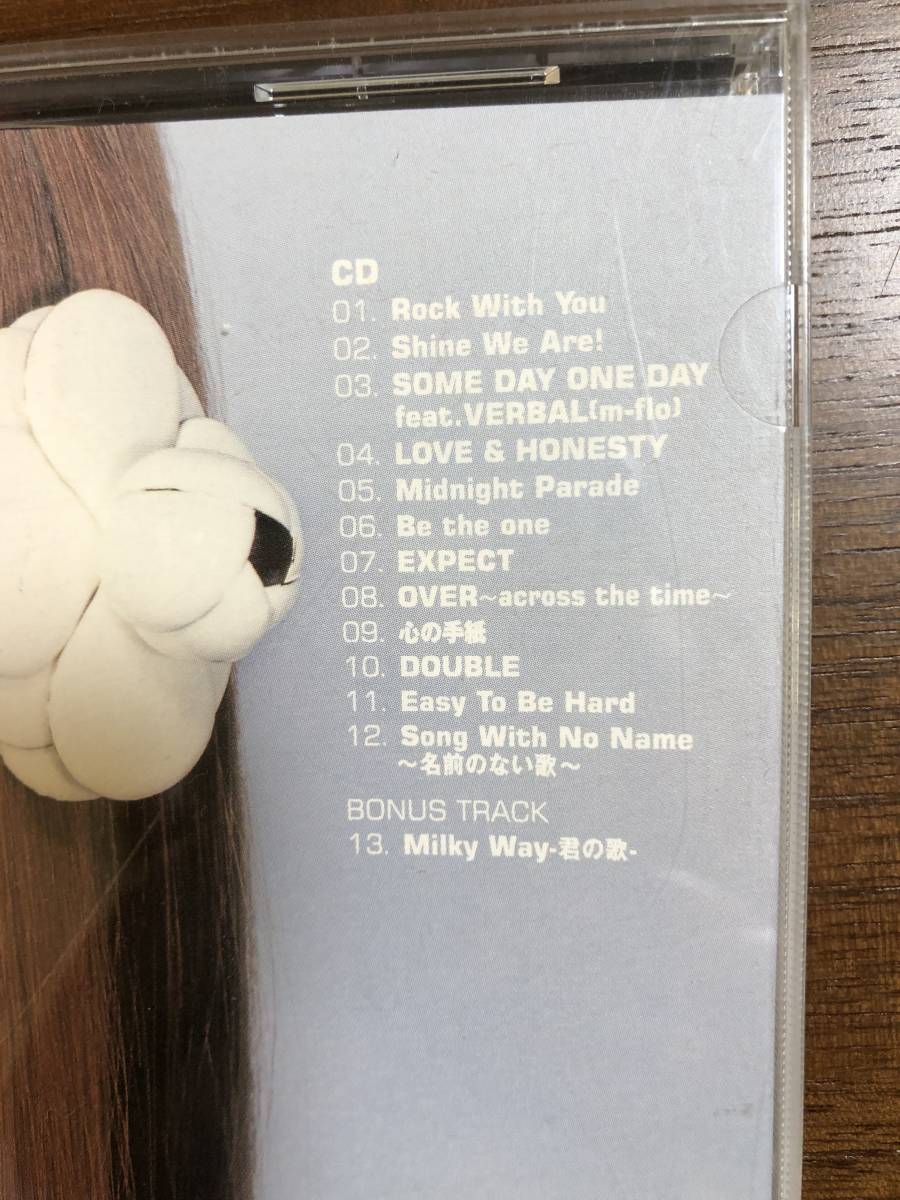 CD
01. Rock With You
02. Shine We Are!
03. SOME DAY ONE DAY
feat.VERBAL(m-flo)
04. LOVE & HONESTY
05. Midnight Parade
06. Be the one
07. EXPECT
08. OVER~across the time~
09. 心の手紙
10. DOUBLE
11. Easy To Be Hard
12. Song With No Name
～名前のない歌～
BONUS TRACK
13. Milky Way-君の歌-